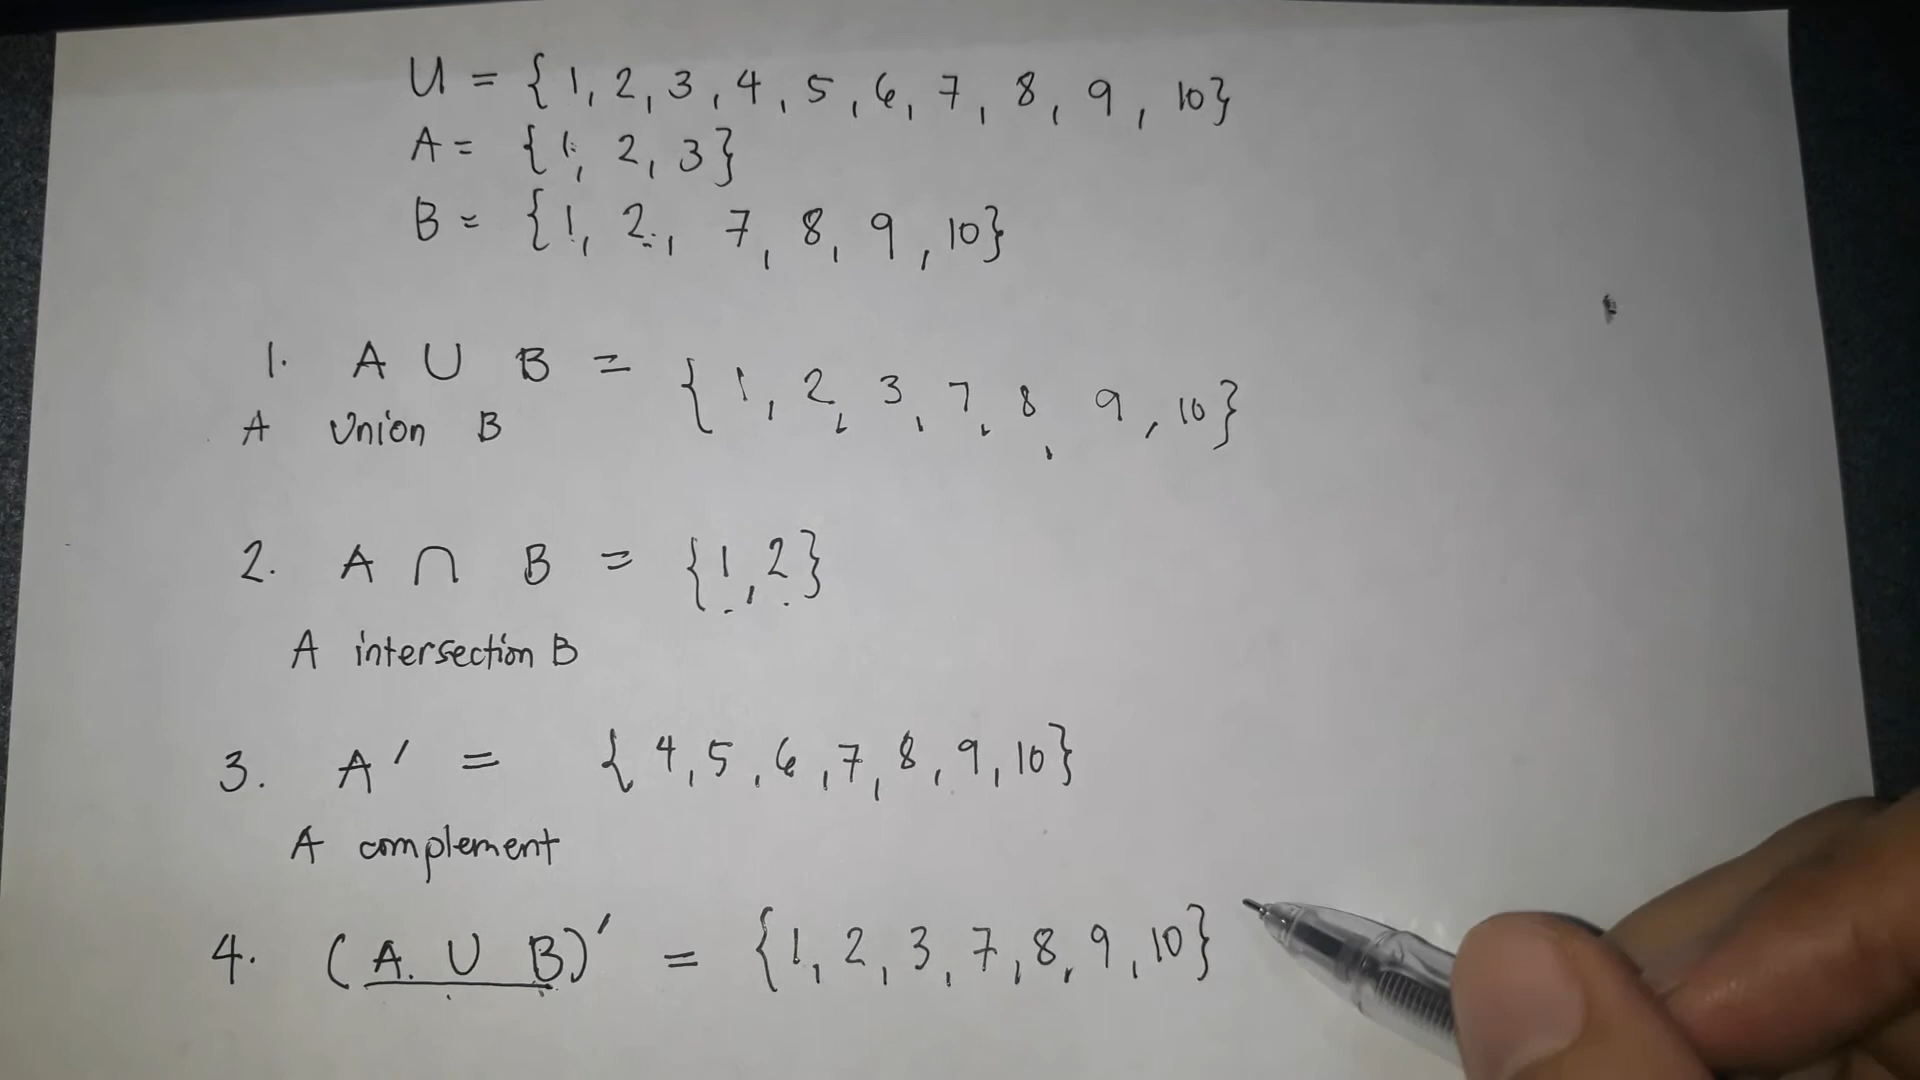 U = {1, 2, 3, 4, 5, 6, 7, 8, 9, 10}
A = {1, 2, 3}
B = {1, 2, 7, 8, 9, 10}
1. A ∪ B = {1, 2, 3, 7, 8, 9, 10}
A Union B
2. A ∩ B = {1, 2}
A intersection B
3. A' = {4, 5, 6, 7, 8, 9, 10}
A complement
4. (A ∪ B)' = {1, 2, 3, 7, 8, 9, 10}